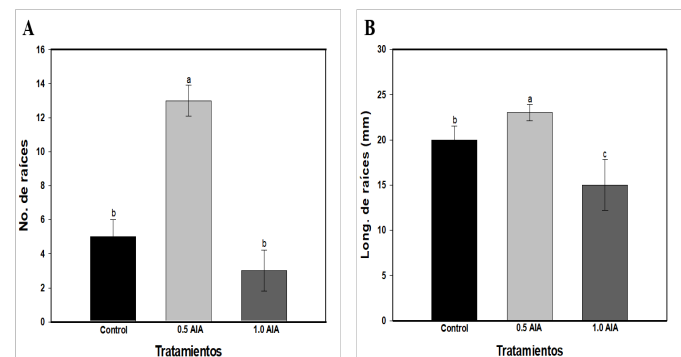 A
No. de raíces
16
14
12
10
8
6
4
2
0
b
a
b
Control
0.5 AIA
1.0 AIA
Tratamientos
B
Long. de raíces (mm)
30
25
20
15
10
5
0
b
a
c
Control
0.5 AIA
1.0 AIA
Tratamientos